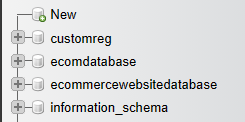 New
customreg
ecomdatabase
ecommercewebsitedatabase
information_schema